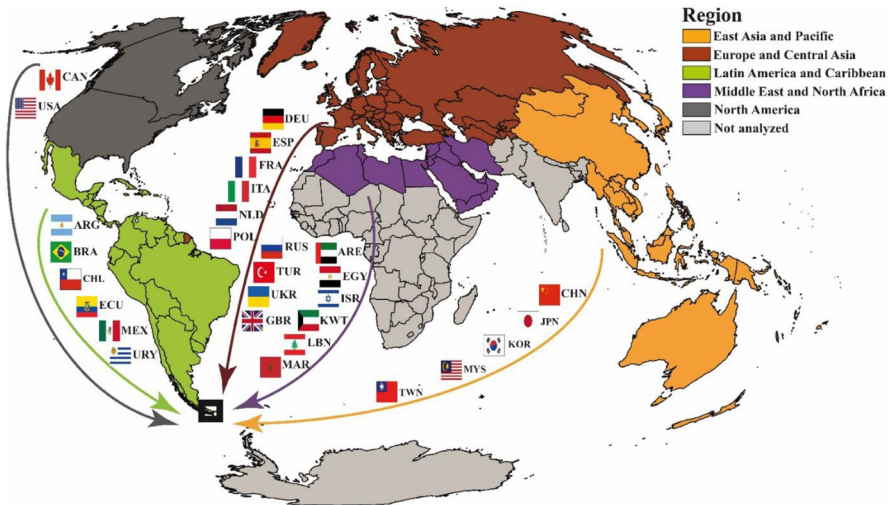 Region
East Asia and Pacific
Europe and Central Asia
Latin America and Caribbean
Middle East and North Africa
North America
Not analyzed
CAN
USA
DEU
ESP
FRA
ITA
NLD
POL
RUS
TUR
UKR
GBR
ARE
EGY
ISR
KWT
LBN
MAR
ARG
BRA
CHL
ECU
MEX
URY
CHN
JPN
KOR
MYS
TWN